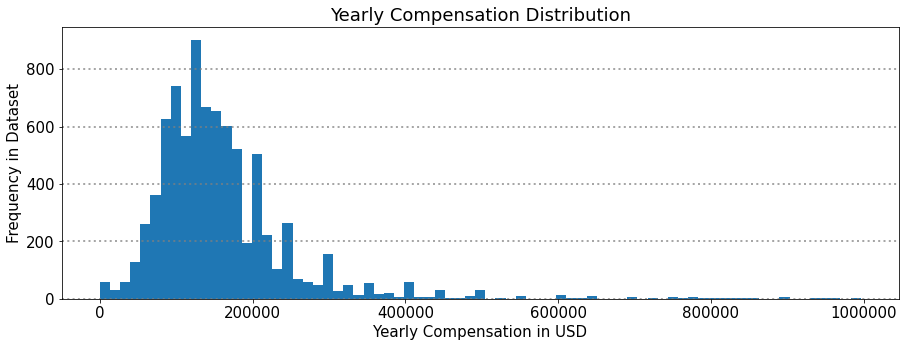 Yearly Compensation Distribution
Frequency in Dataset
800
600
400
200
0
0 200000 400000 600000 800000 1000000
Yearly Compensation in USD